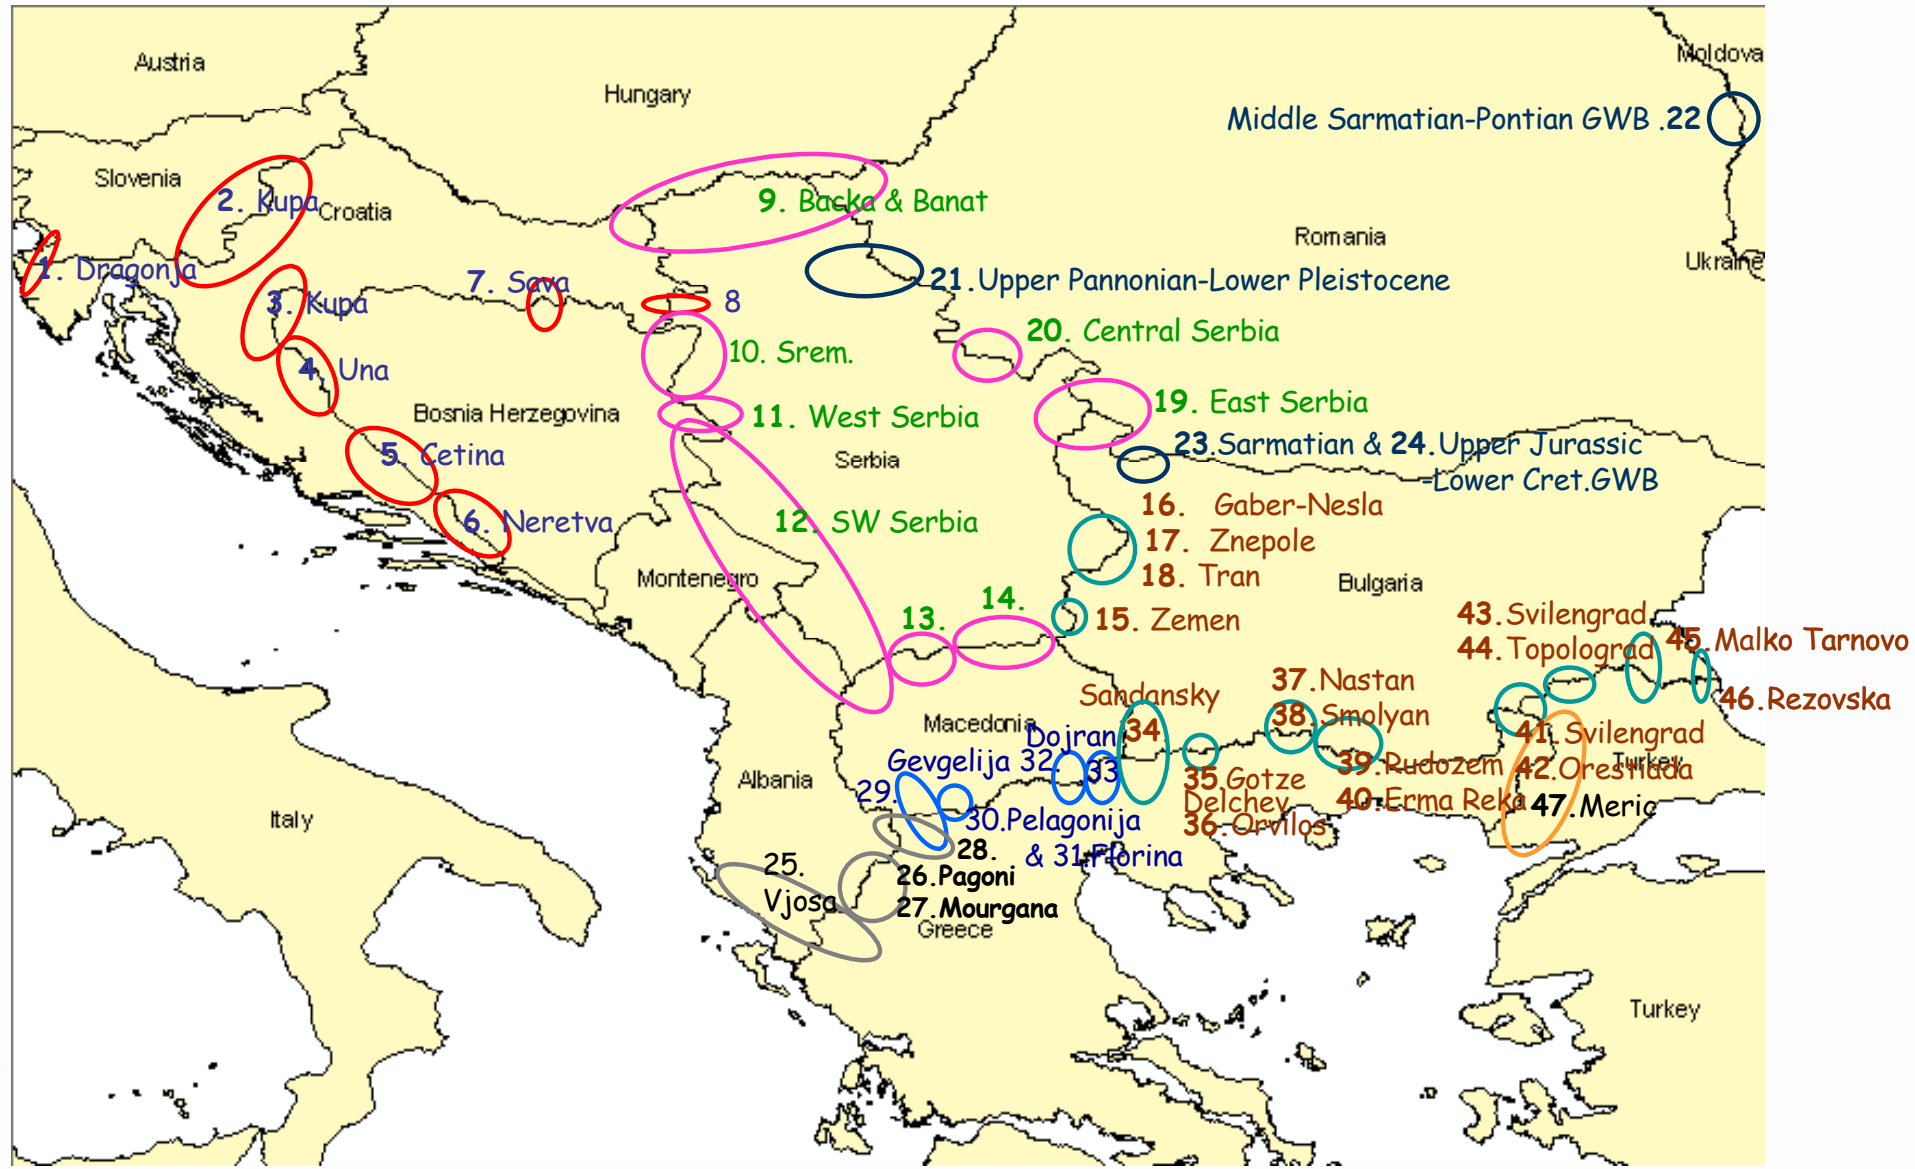 Austria
Hungary
Moldova
Middle Sarmatian-Pontian GWB .22
Slovenia
2. Kupa
Croatia
9. Backa & Banat
Romania
Ukraine
1. Dragonja
7. Sava
21.Upper Pannonian-Lower Pleistocene
3. Kupa
8
20. Central Serbia
10. Srem.
4. Una
19. East Serbia
Bosnia Herzegovina
11. West Serbia
5. Cetina
Serbia
23.Sarmatian & 24.Upper Jurassic
-Lower Cret.GWB
16. Gaber-Nesla
6. Neretva
12. SW Serbia
17. Znepole
Montenegro
18. Tran
Bulgaria
13.
14.
15. Zemen
43.Svilengrad
44.Topolograd
45.Malko Tarnovo
46.Rezovska
Sandansky
34
37.Nastan
38.Smolyan
Macedonia
Dojran
Gevgelija 32.
33
41.Svilengrad
Turkey
39.Rudozem
42.Orestiada
Albania
29.
35.Gotze
Delchev
36.Orvilos
40.Erma Reka
47.Meric
Italy
30.Pelagonija
& 31.Florina
28.
25.
Vjosa
26.Pagoni
27.Mourgana
Greece
Turkey